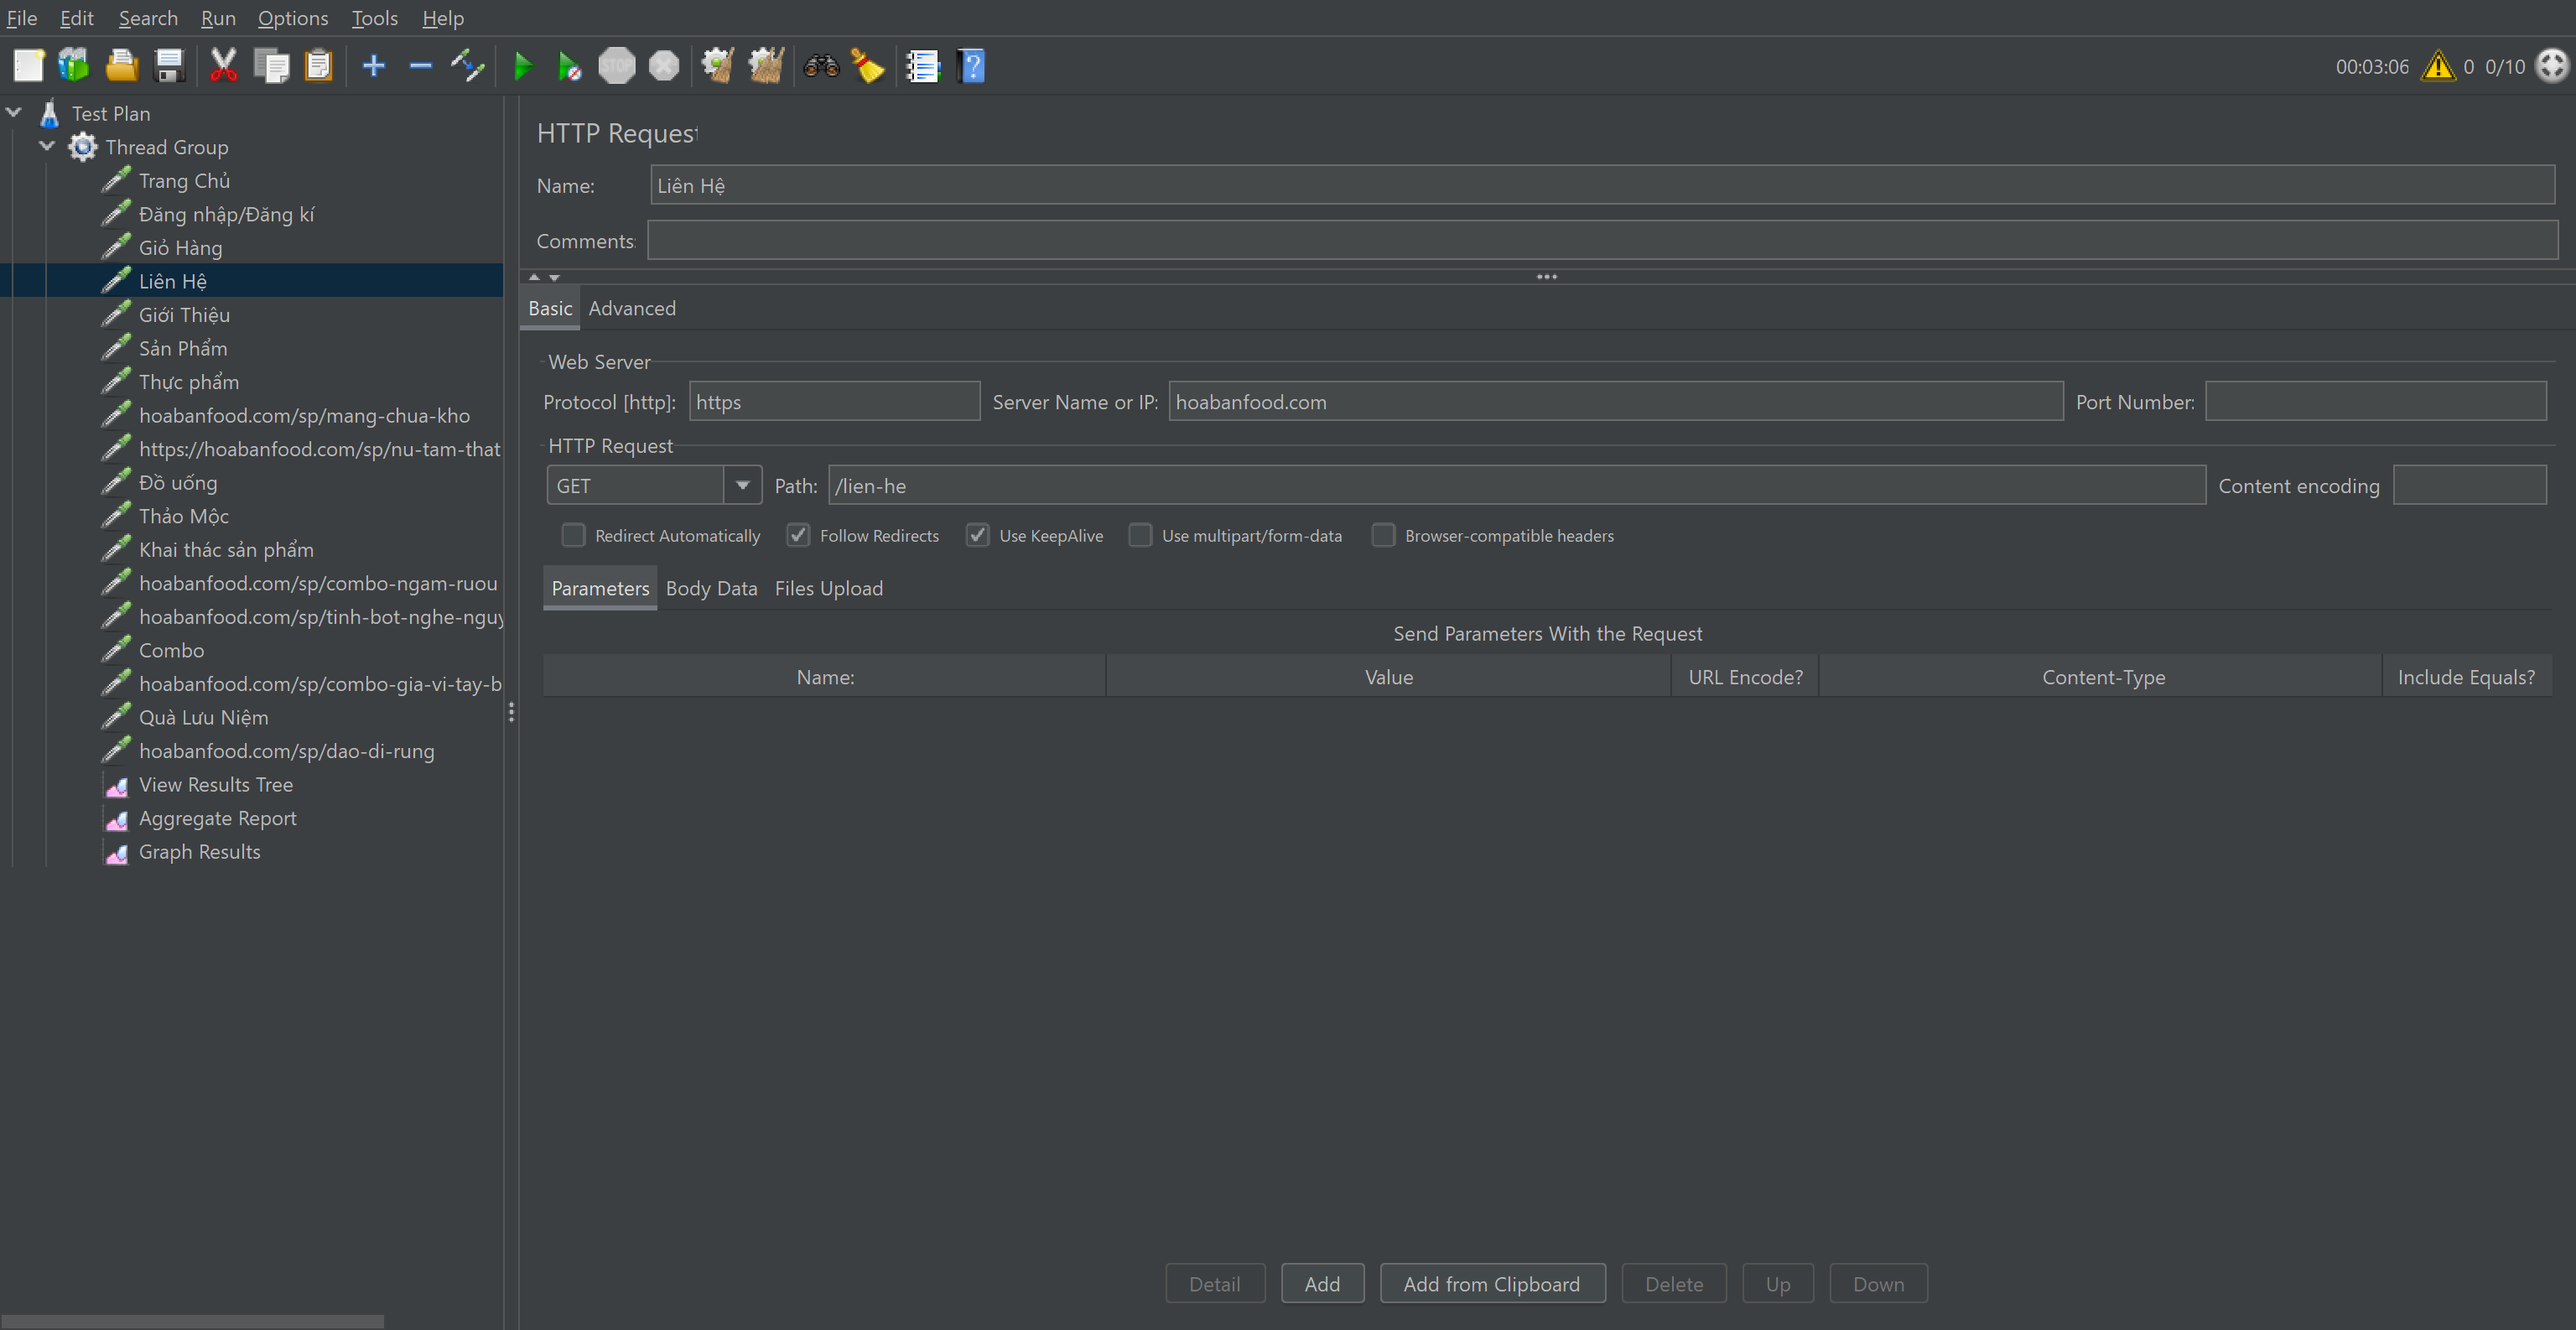 File Edit Search Run Options Tools Help
STOP
00:03:06 0 0/10
Test Plan
Thread Group
Trang Chủ
Đăng nhập/Đăng kí
Giỏ Hàng
Liên Hệ
Giới Thiệu
Sản Phẩm
Thực phẩm
hoabanfood.com/sp/mang-chua-kho
https://hoabanfood.com/sp/nu-tam-that
Đồ uống
Thảo Mộc
Khai thác sản phẩm
hoabanfood.com/sp/combo-ngam-ruou
hoabanfood.com/sp/tinh-bot-nghe-nguy
Combo
hoabanfood.com/sp/combo-gia-vi-tay-b
Quà Lưu Niệm
hoabanfood.com/sp/dao-di-rung
View Results Tree
Aggregate Report
Graph Results
HTTP Request
Name: Liên Hệ
Comments:
Basic Advanced
Web Server
Protocol [http]: https Server Name or IP: hoabanfood.com Port Number:
HTTP Request
GET Path: /lien-he Content encoding
Redirect Automatically Follow Redirects Use KeepAlive Use multipart/form-data Browser-compatible headers
Parameters Body Data Files Upload
Send Parameters With the Request
Name: Value URL Encode? Content-Type Include Equals?
Detail Add Add from Clipboard Delete Up Down